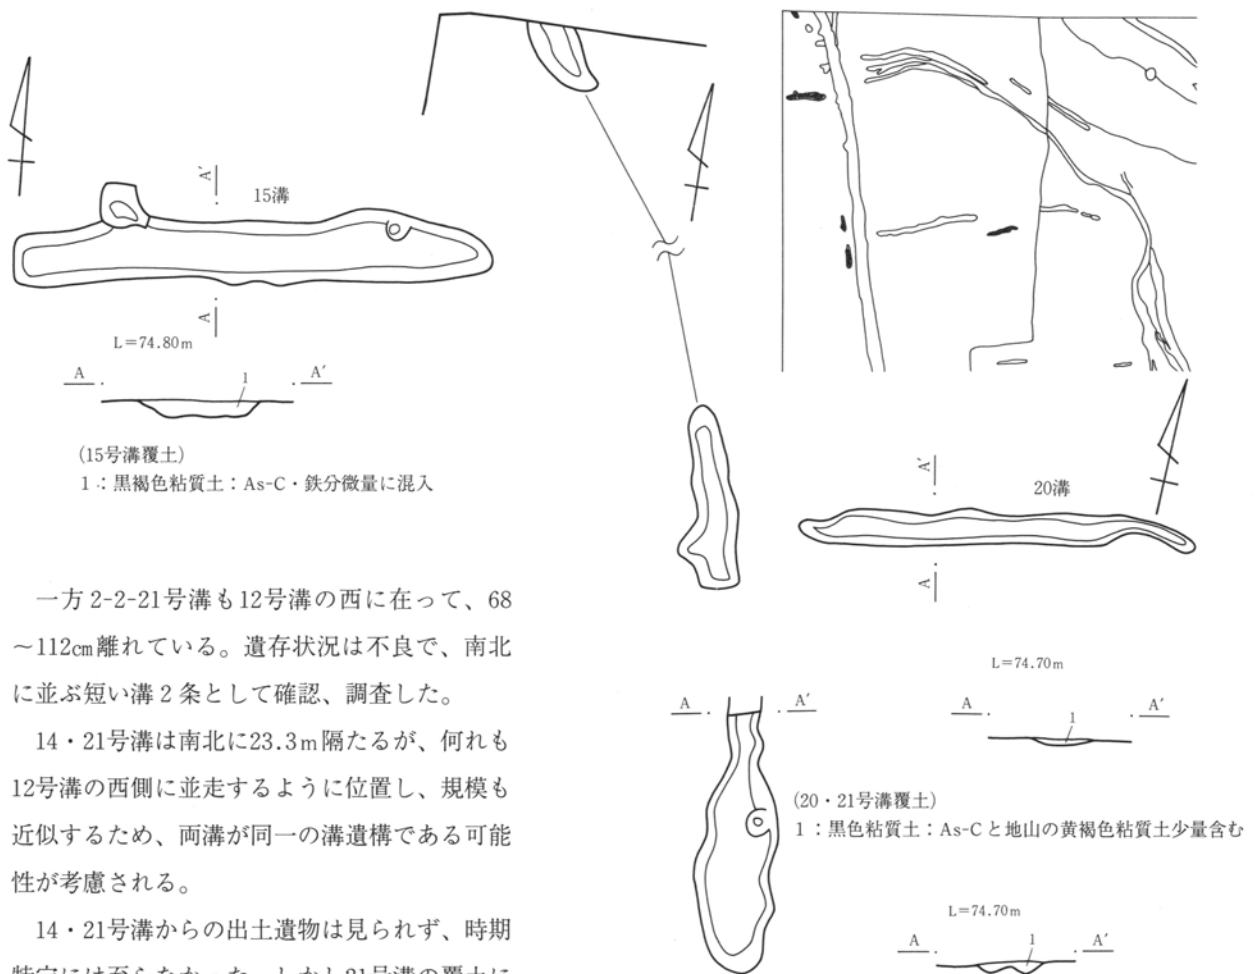 A′
15溝
A
L=74.80m
A
1
A′
(15号溝覆土)
1：黒褐色粘質土：As-C・鉄分微量に混入
一方2-2-21号溝も12号溝の西に在って、68
～112㎝離れている。遺存状況は不良で、南北
に並ぶ短い溝2条として確認、調査した。
14・21号溝は南北に23.3m隔たるが、何れも
12号溝の西側に並走するように位置し、規模も
近似するため、両溝が同一の溝遺構である可能
性が考慮される。
14・21号溝からの出土遺物は見られず、時期
A′
20溝
A
L=74.70m
A
A′
A
1
A′
(20・21号溝覆土)
1：黒色粘質土：As-Cと地山の黄褐色粘質土少量含む
L=74.70m
A
1
A′